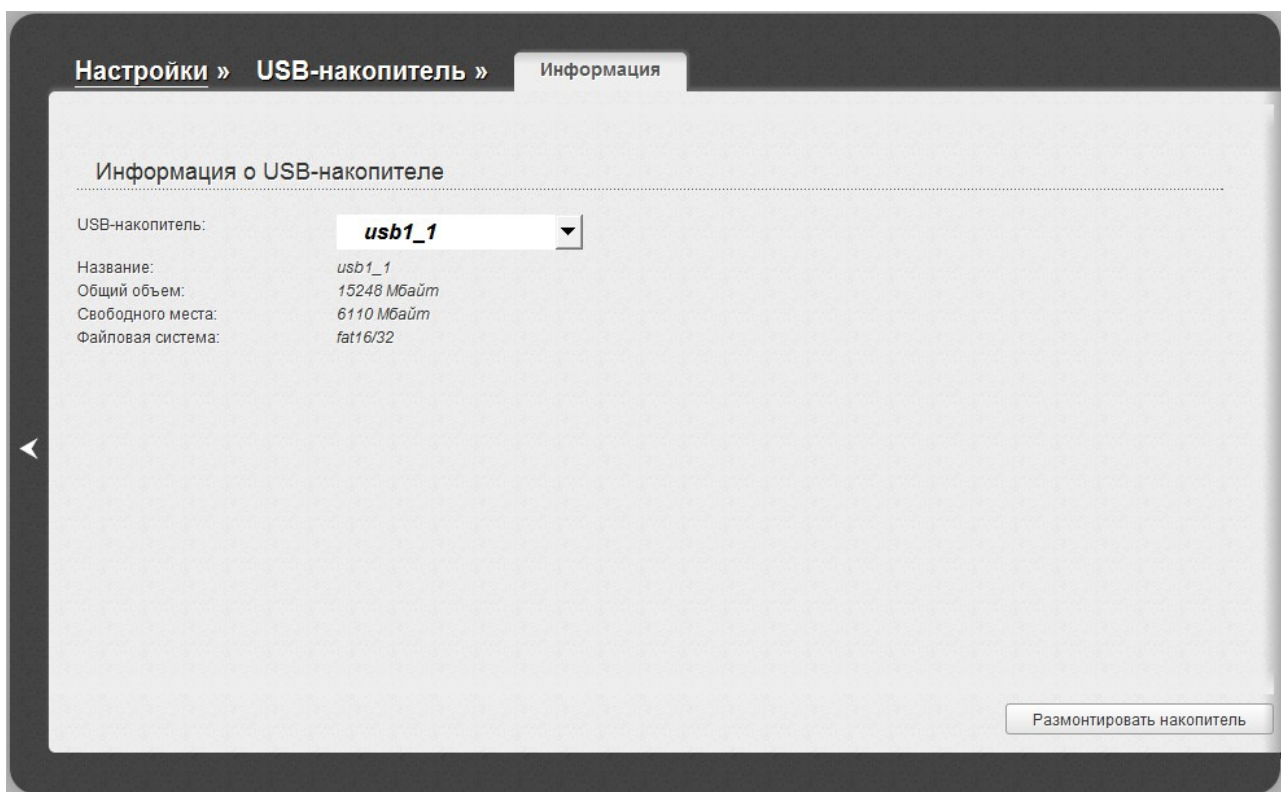 Настройки » USB-накопитель » Информация
Информация о USB-накопителе
USB-накопитель: usb1_1
Название: usb1_1
Общий объем: 15248 Мбайт
Свободного места: 6110 Мбайт
Файловая система: fat16/32
Размонтировать накопитель